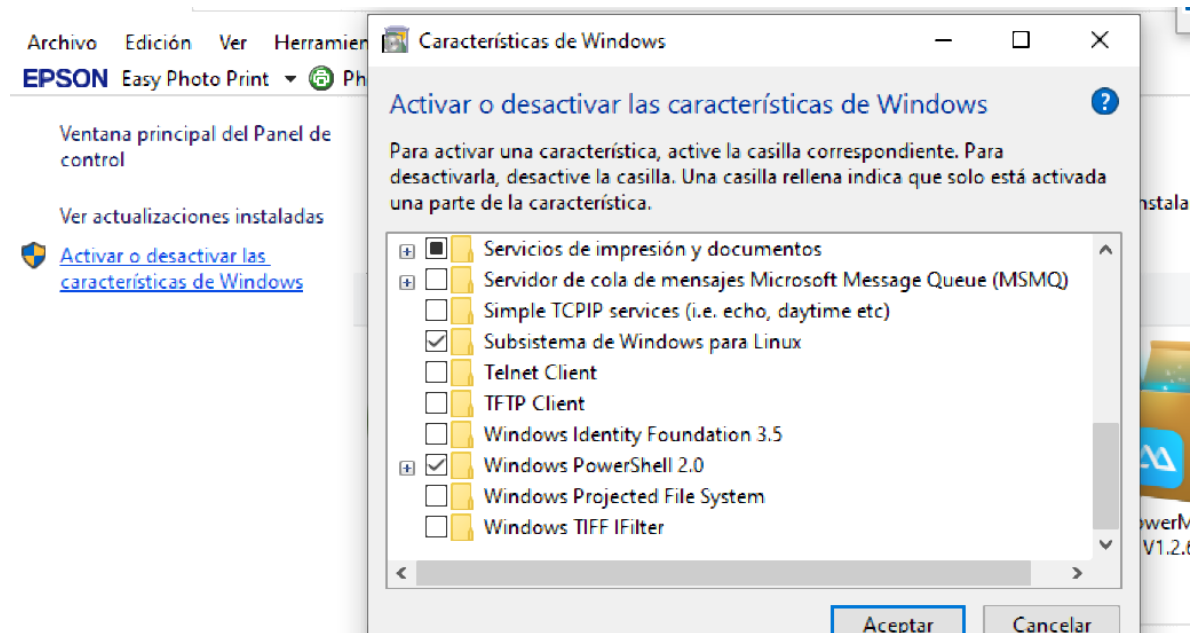 Archivo Edición Ver Herramien
EPSON Easy Photo Print Ph
Ventana principal del Panel de
control
Ver actualizaciones instaladas
Activar o desactivar las
características de Windows
Características de Windows
Activar o desactivar las características de Windows
Para activar una característica, active la casilla correspondiente. Para
desactivarla, desactive la casilla. Una casilla rellena indica que solo está activada
una parte de la característica.
Servicios de impresión y documentos
Servidor de cola de mensajes Microsoft Message Queue (MSMQ)
Simple TCPIP services (i.e. echo, daytime etc)
Subsistema de Windows para Linux
Telnet Client
TFTP Client
Windows Identity Foundation 3.5
Windows PowerShell 2.0
Windows Projected File System
Windows TIFF IFilter
Aceptar Cancelar
nstala
owerM
V1.2.6